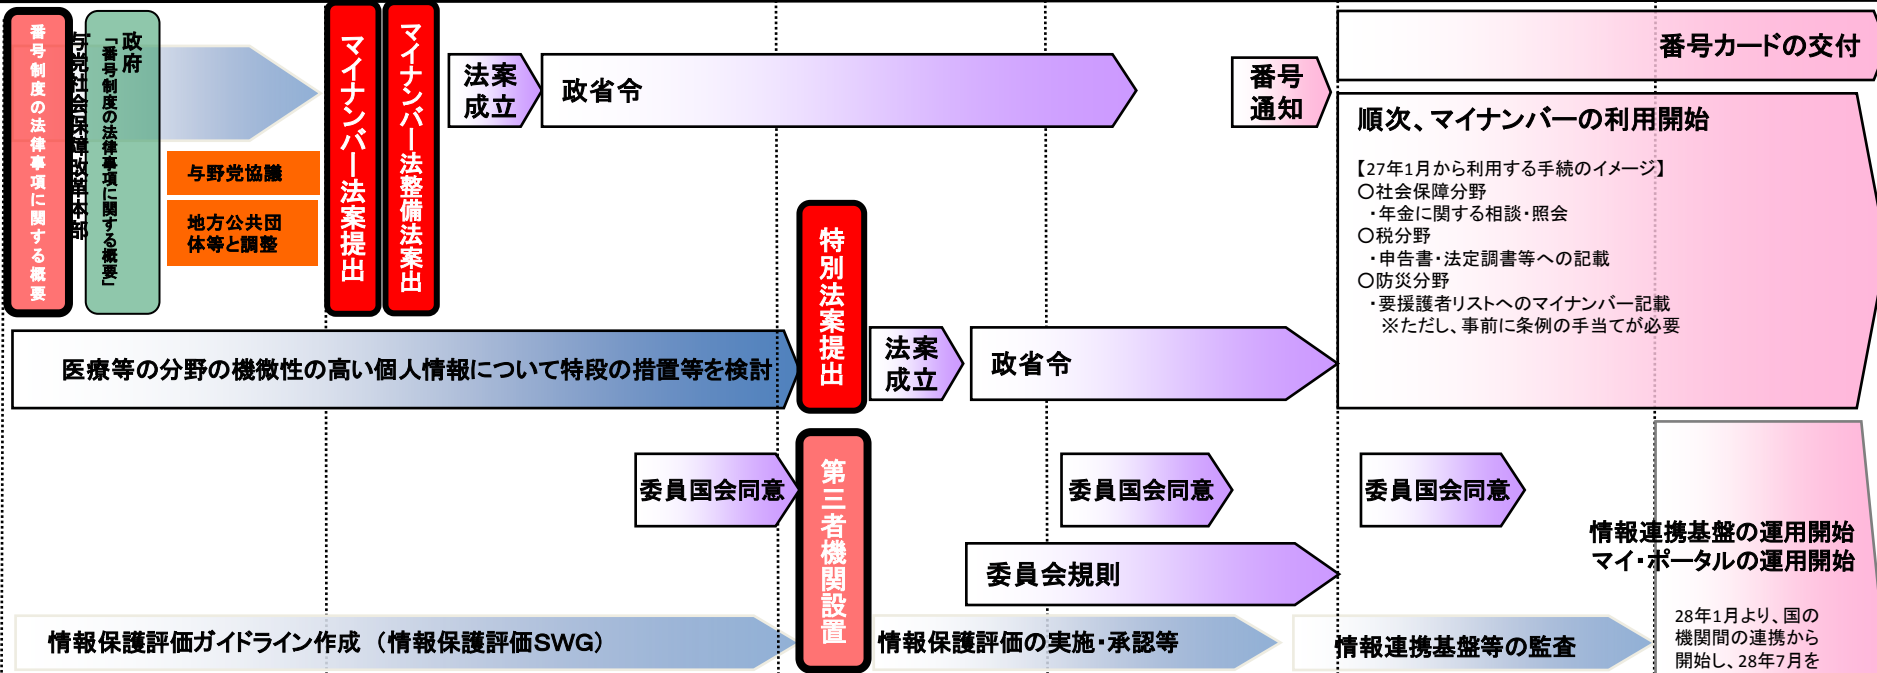 番号制度の法律事項に関する概要
与党社会保障改革本部
政府
「番号制度の法律事項に関する概要」
与野党協議
地方公共団
体等と調整
マイナンバー法案提出
マイナンバー法整備法案出
法案
成立
政省令
番号
通知
番号カードの交付
順次、マイナンバーの利用開始
【27年1月から利用する手続のイメージ】
○社会保障分野
・年金に関する相談・照会
○税分野
・申告書・法定調書等への記載
○防災分野
・要援護者リストへのマイナンバー記載
※ただし、事前に条例の手当てが必要
医療等の分野の機微性の高い個人情報について特段の措置等を検討
特別法案提出
法案
成立
政省令
委員国会同意
第三者機関設置
委員国会同意
委員国会同意
委員会規則
情報連携基盤の運用開始
マイ・ポータルの運用開始
情報保護評価ガイドライン作成（情報保護評価SWG）
情報保護評価の実施・承認等
情報連携基盤等の監査
28年1月より、国の
機関間の連携から
開始し、28年7月を